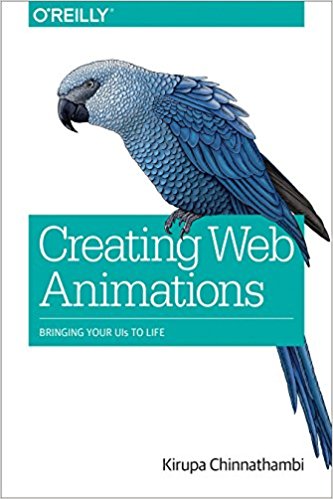 O'REILLY®
Creating Web
Animations
BRINGING YOUR UIs TO LIFE
Kirupa Chinnathambi